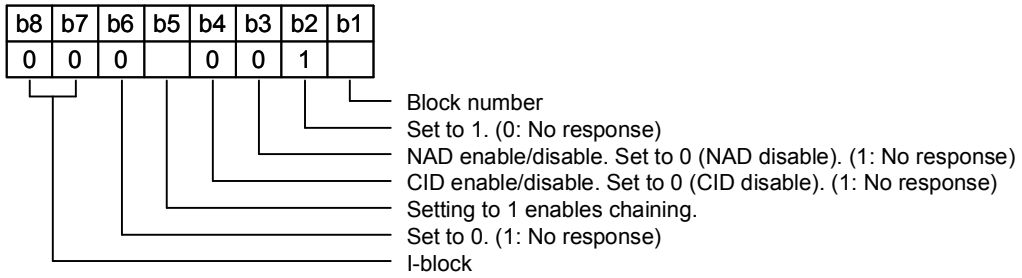 b8 b7 b6 b5 b4 b3 b2 b1
0 0 0 0 0 1
Block number
Set to 1. (0: No response)
NAD enable/disable. Set to 0 (NAD disable). (1: No response)
CID enable/disable. Set to 0 (CID disable). (1: No response)
Setting to 1 enables chaining.
Set to 0. (1: No response)
I-block